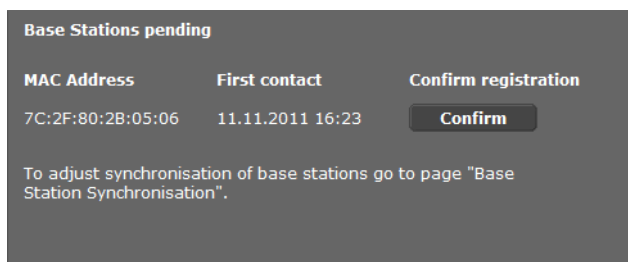 Base Stations pending
MAC Address First contact Confirm registration
7C:2F:80:2B:05:06 11.11.2011 16:23 Confirm
To adjust synchronisation of base stations go to page "Base
Station Synchronisation".